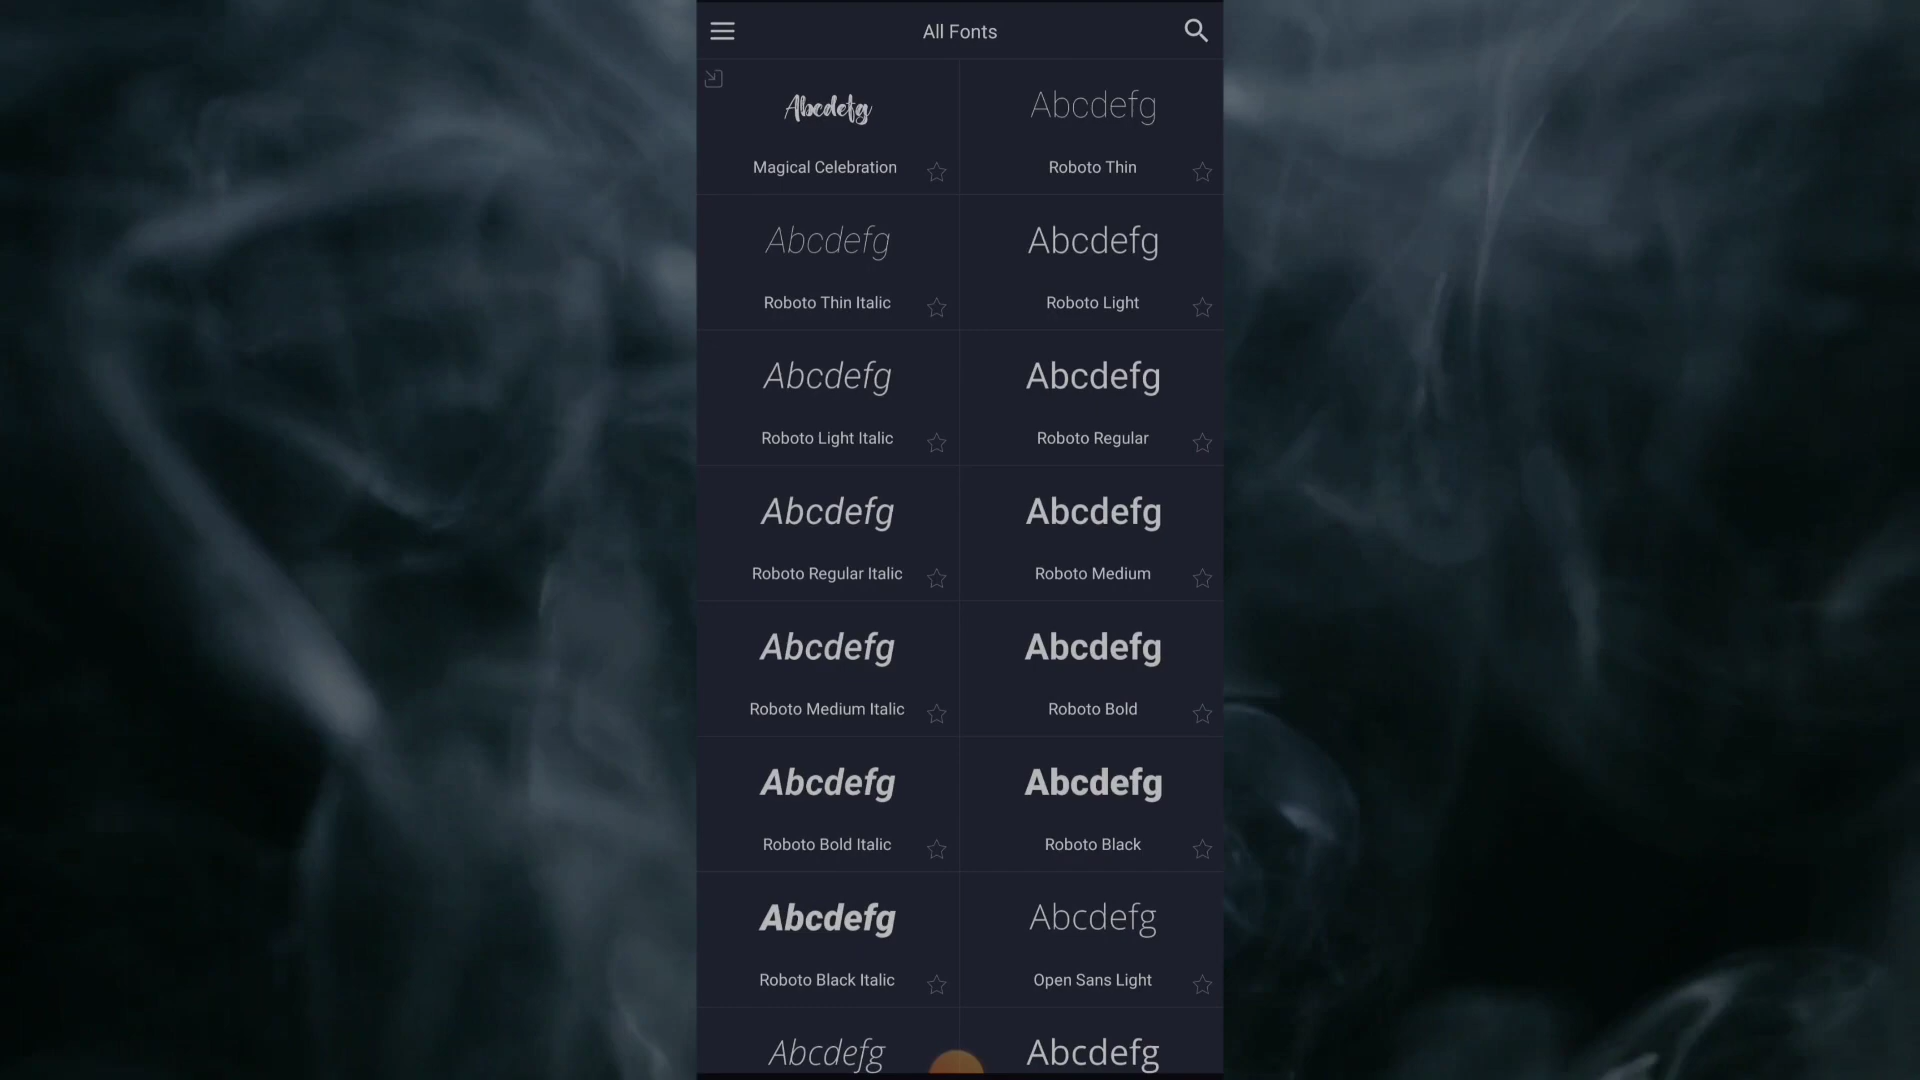 All Fonts
Abcdefg Abcdefg
Magical Celebration Roboto Thin
Abcdefg Abcdefg
Roboto Thin Italic Roboto Light
Abcdefg Abcdefg
Roboto Light Italic Roboto Regular
Abcdefg Abcdefg
Roboto Regular Italic Roboto Medium
Abcdefg Abcdefg
Roboto Medium Italic Roboto Bold
Abcdefg Abcdefg
Roboto Bold Italic Roboto Black
Abcdefg Abcdefg
Roboto Black Italic Open Sans Light
Abcdefg Abcdefg